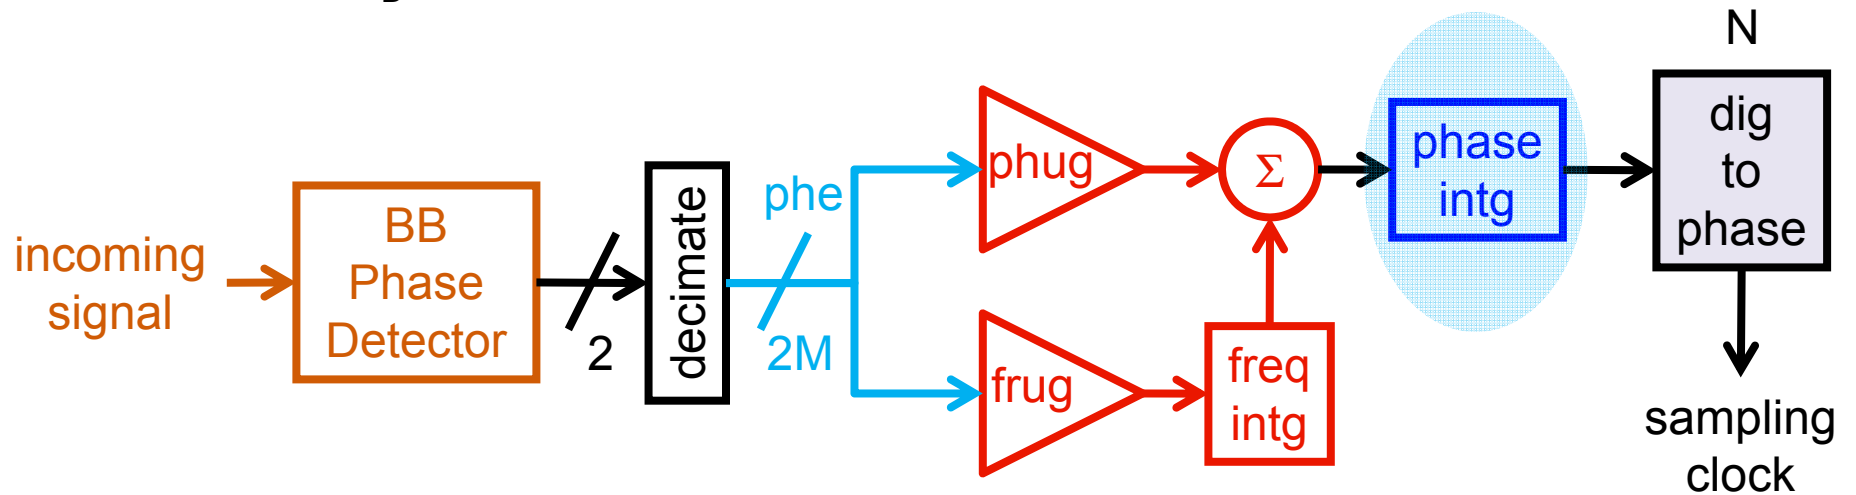 incoming
signal
BB
Phase
Detector
2
decimate
phe
2M
phug
frug
freq
intg
Σ
phase
intg
N
dig
to
phase
sampling
clock